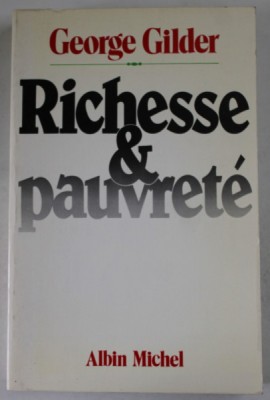 George Gilder
Richesse
&
pauvreté
Albin Michel